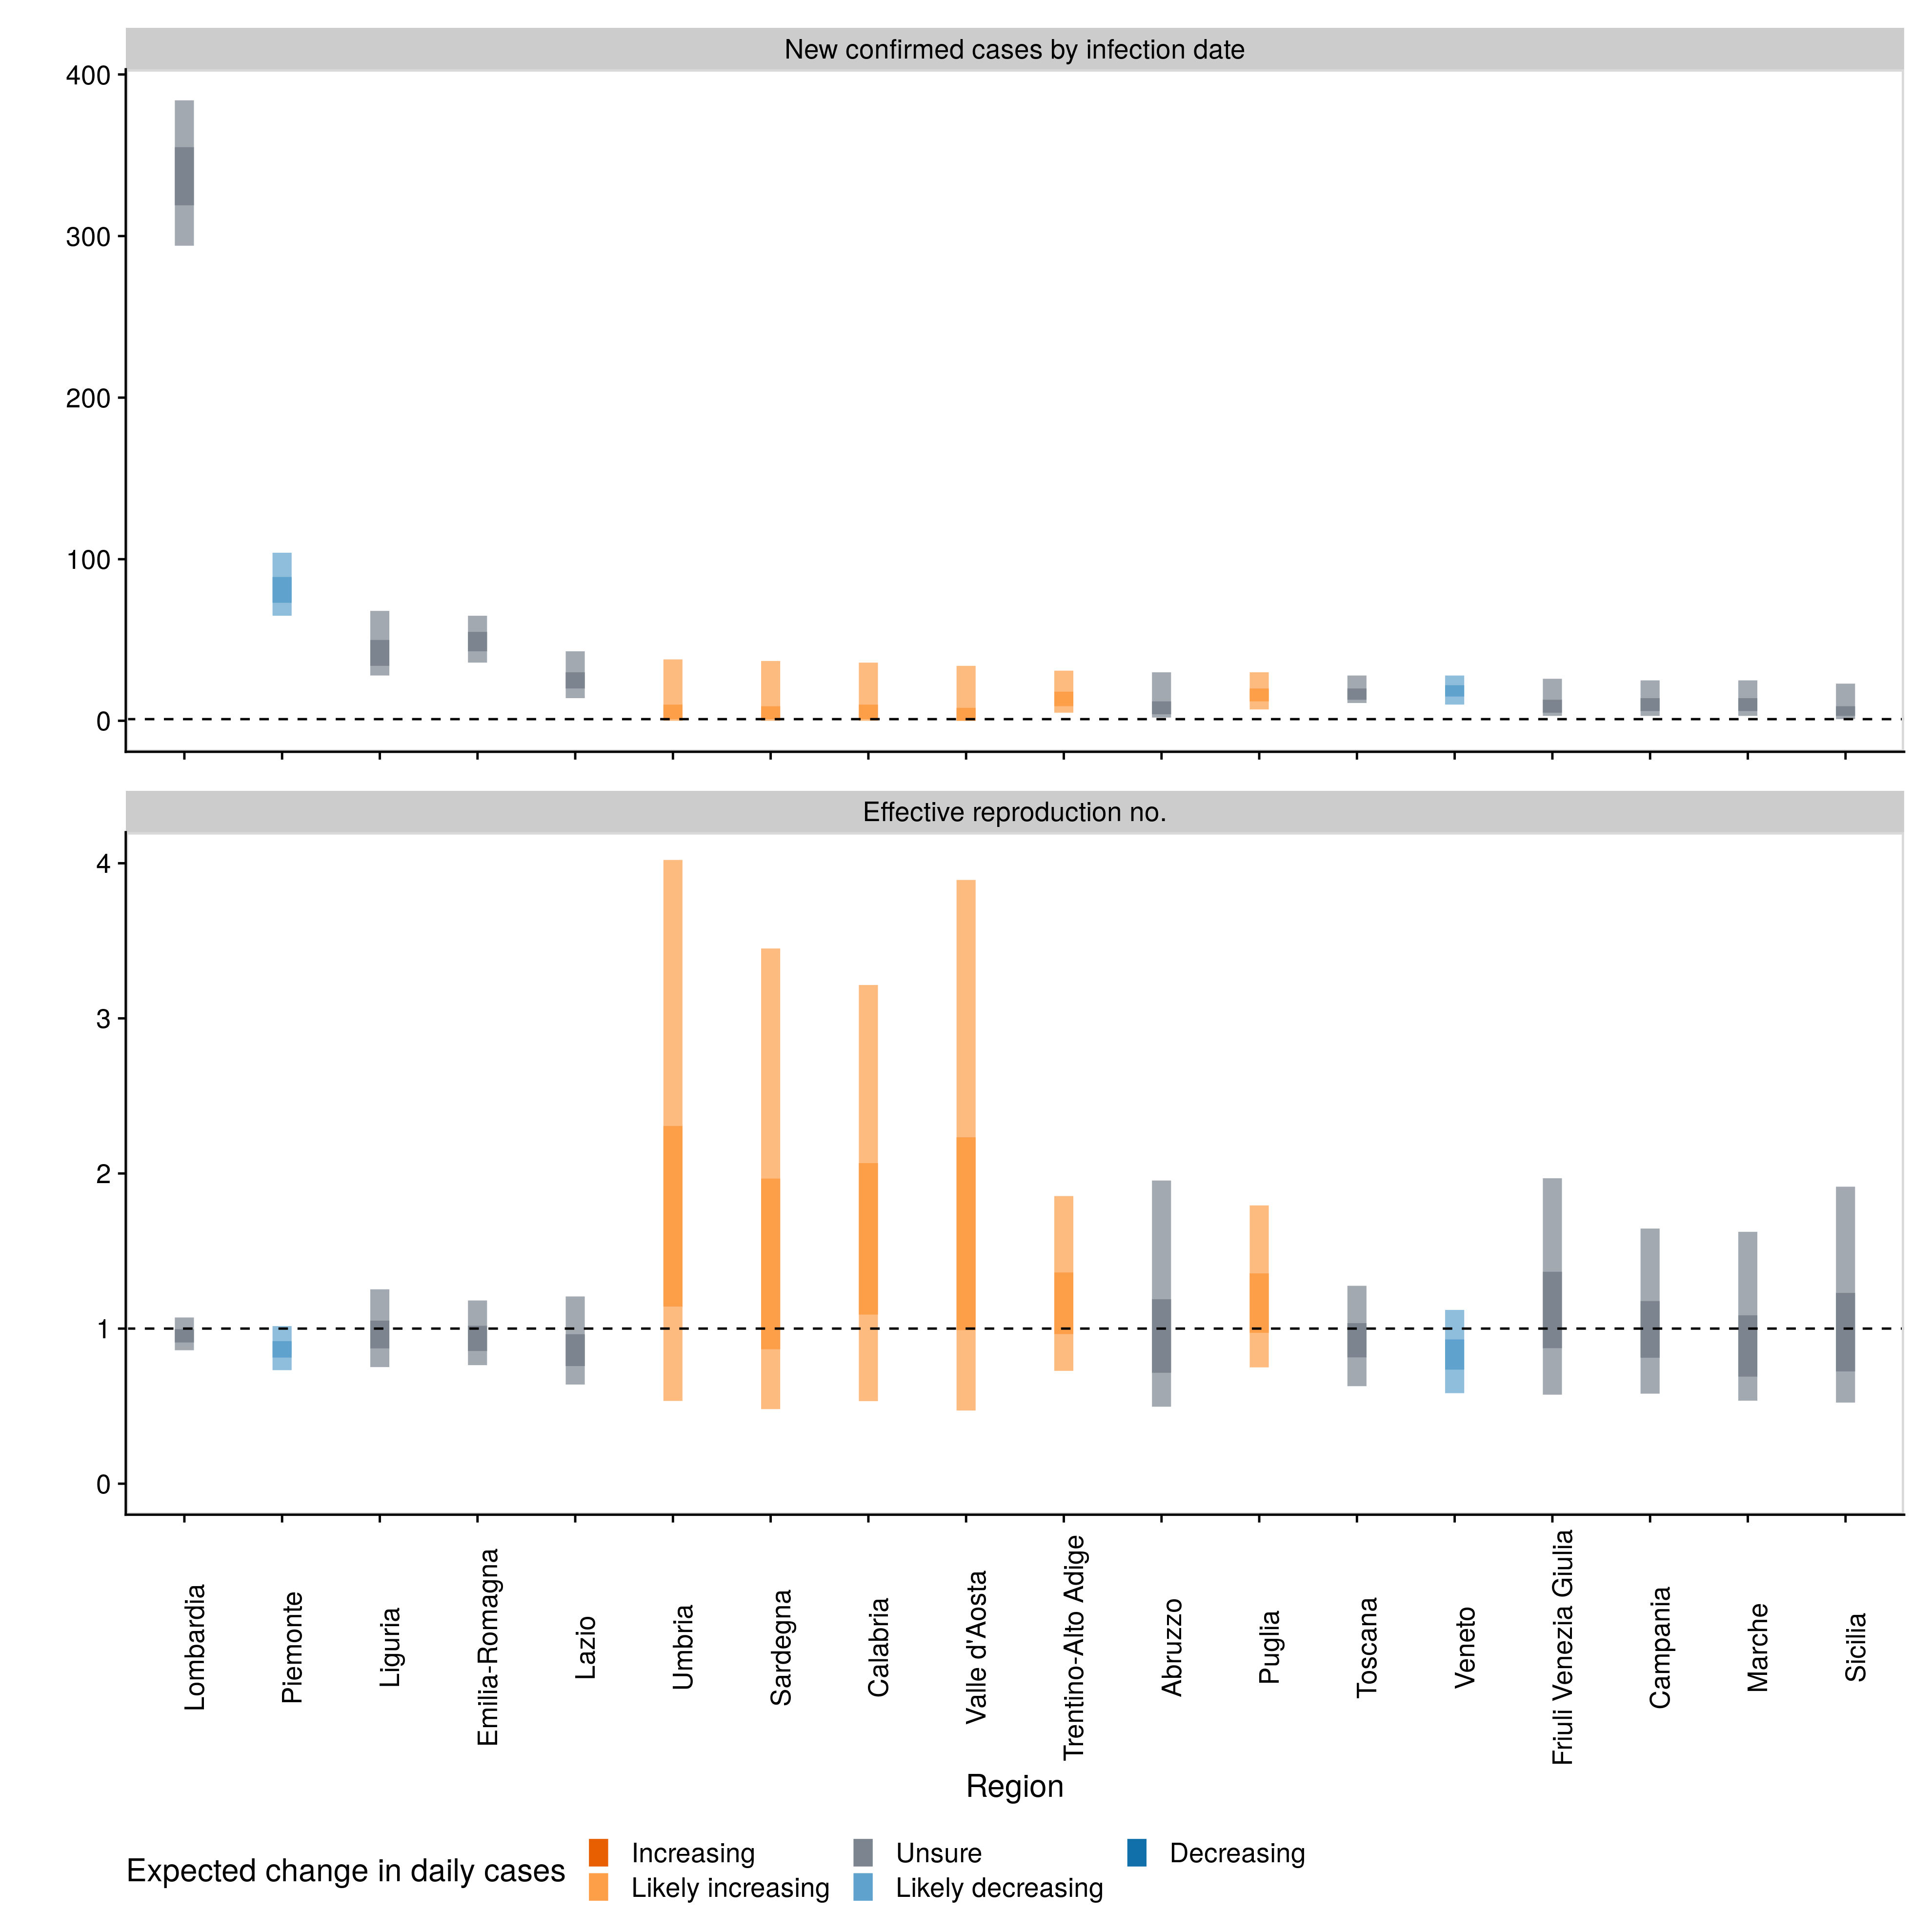 New confirmed cases by infection date
400
300
200
100
0
Effective reproduction no.
4
3
2
1
0
Lombardia
Piemonte
Liguria
Emilia-Romagna
Lazio
Umbria
Sardegna
Calabria
Valle d'Aosta
Trentino-Alto Adige
Abruzzo
Puglia
Toscana
Veneto
Friuli Venezia Giulia
Campania
Marche
Sicilia
Region
Expected change in daily cases
Increasing
Unsure
Decreasing
Likely increasing
Likely decreasing